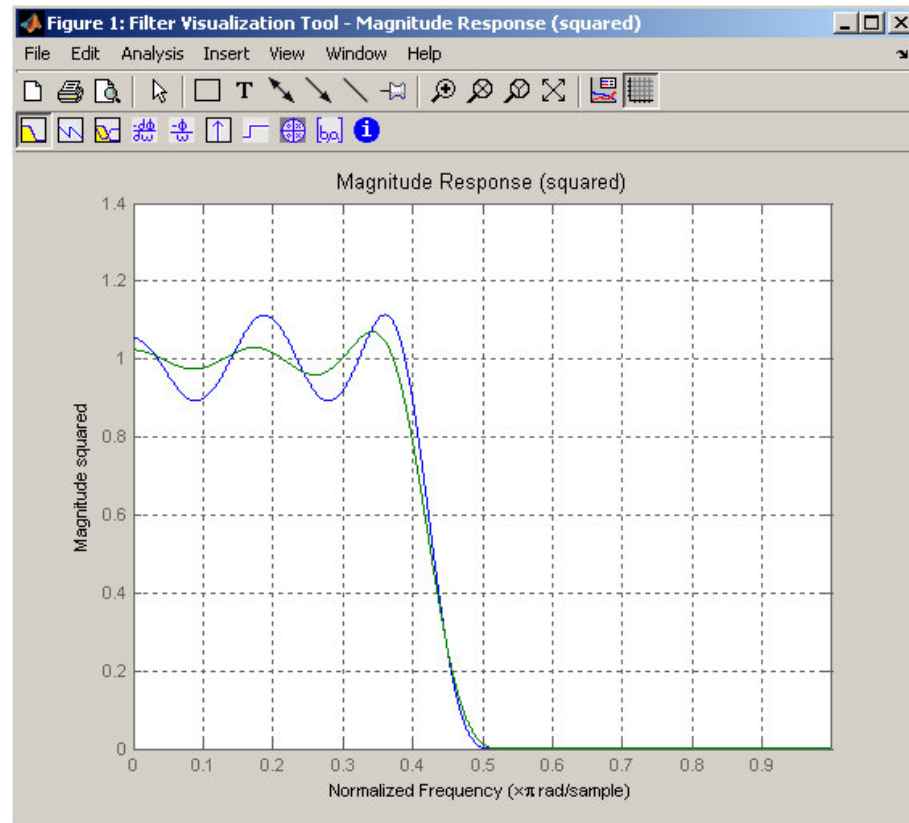 Figure 1: Filter Visualization Tool - Magnitude Response (squared)
File Edit Analysis Insert View Window Help
T
b,a
i
Magnitude Response (squared)
1.4
1.2
1
0.8
0.6
0.4
0.2
0
Magnitude squared
0 0.1 0.2 0.3 0.4 0.5 0.6 0.7 0.8 0.9
Normalized Frequency (×π rad/sample)